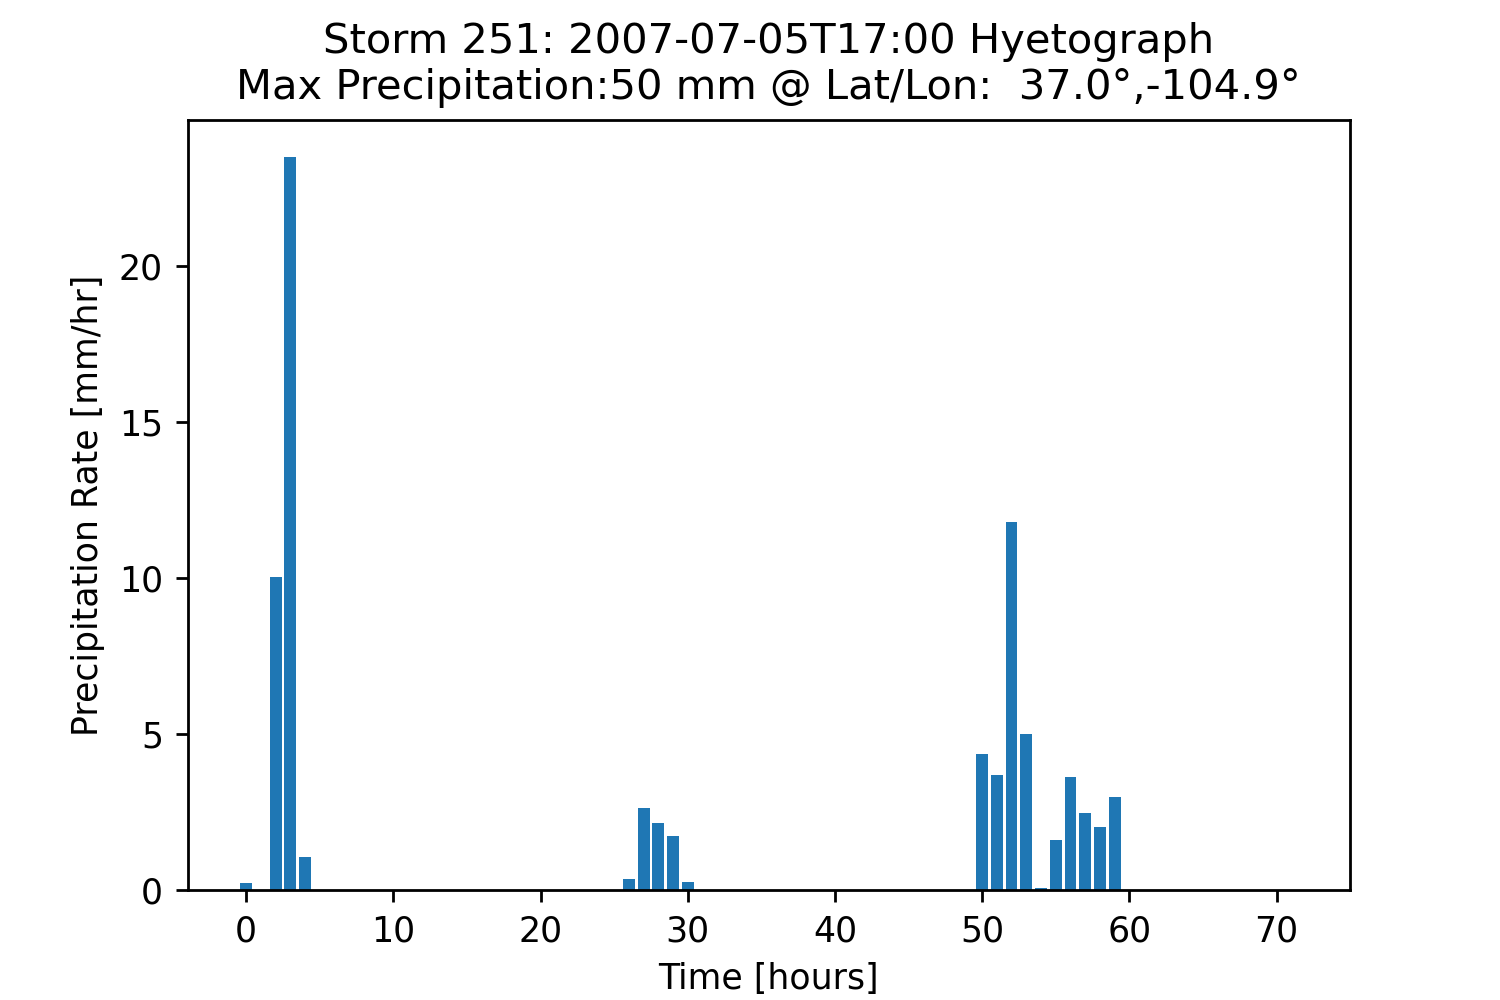 Storm 251: 2007-07-05T17:00 Hyetograph
Max Precipitation:50 mm @ Lat/Lon:  37.0°,-104.9°
Precipitation Rate [mm/hr]
20
15
10
5
0
0 10 20 30 40 50 60 70
Time [hours]